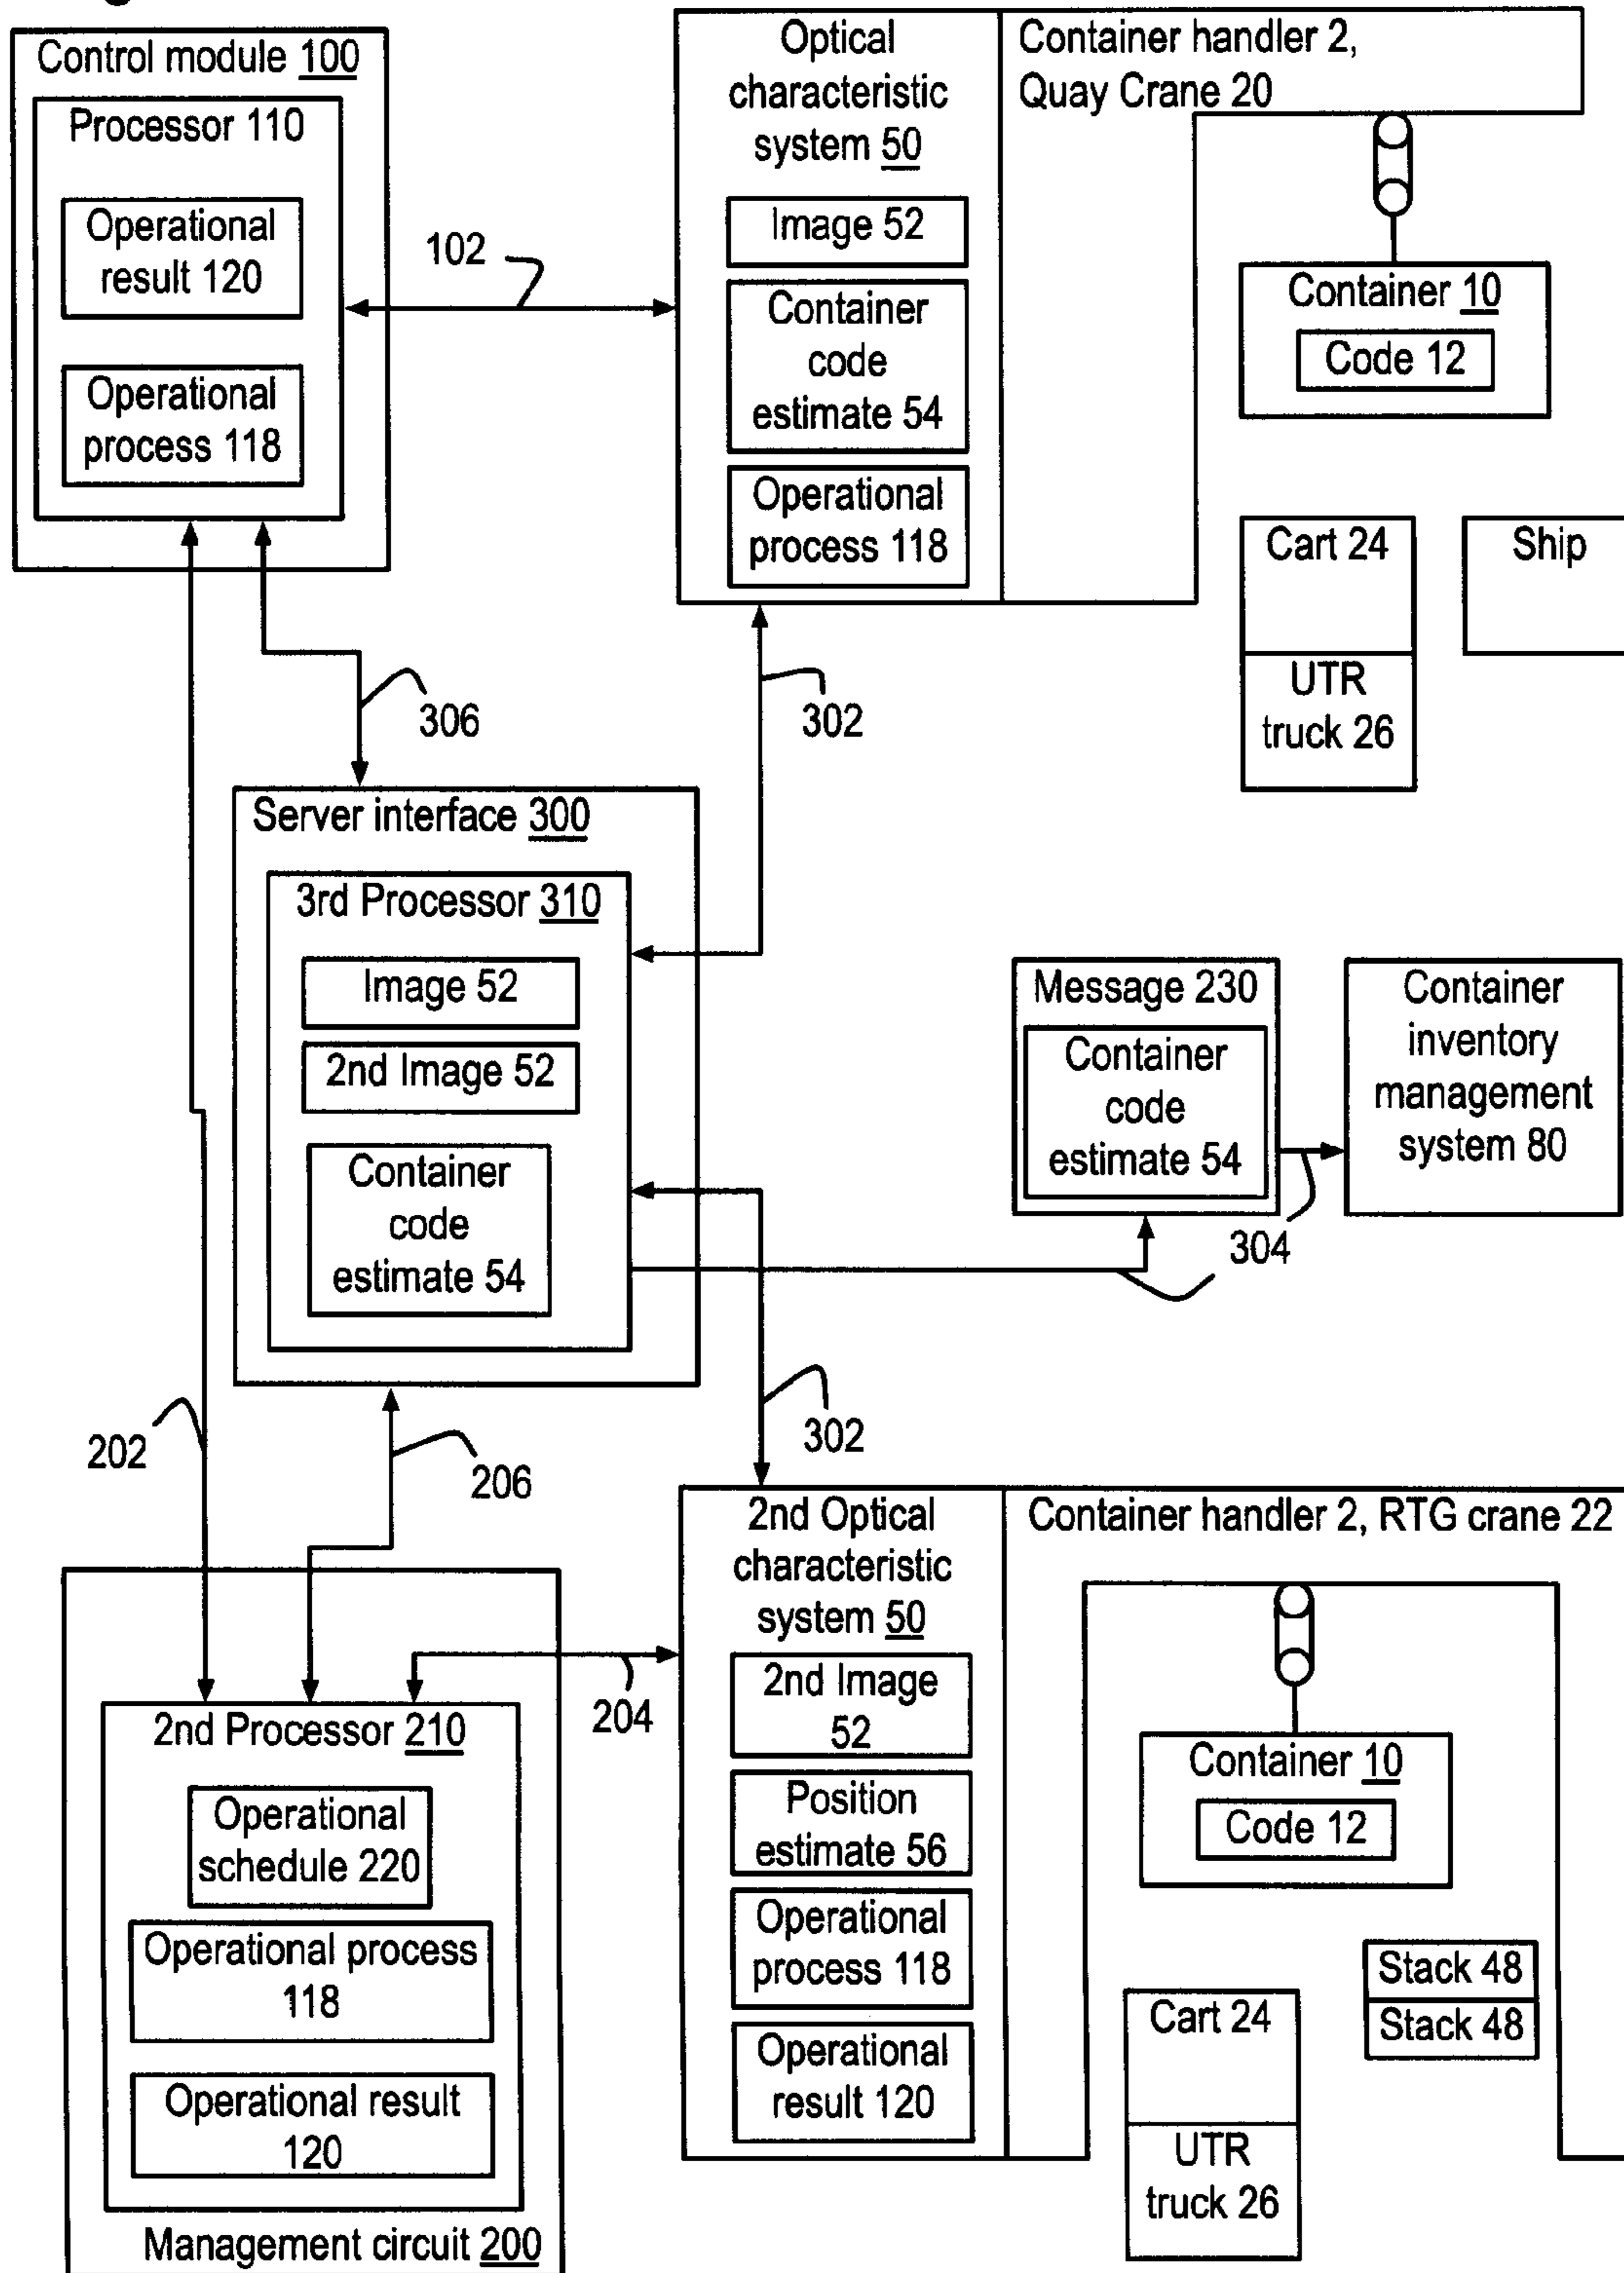 Control module 100
Processor 110
Operational
result 120
Operational
process 118
102
Optical
characteristic
system 50
Image 52
Container
code
estimate 54
Operational
process 118
Container handler 2,
Quay Crane 20
Container 10
Code 12
Cart 24
UTR
truck 26
Ship
306
302
Server interface 300
3rd Processor 310
Image 52
2nd Image 52
Container
code
estimate 54
Message 230
Container
code
estimate 54
Container
inventory
management
system 80
304
202
206
302
2nd Processor 210
Operational
schedule 220
Operational process
118
Operational result
120
Management circuit 200
204
2nd Optical
characteristic
system 50
2nd Image
52
Position
estimate 56
Operational
process 118
Operational
result 120
Container handler 2, RTG crane 22
Container 10
Code 12
Stack 48
Stack 48
Cart 24
UTR
truck 26